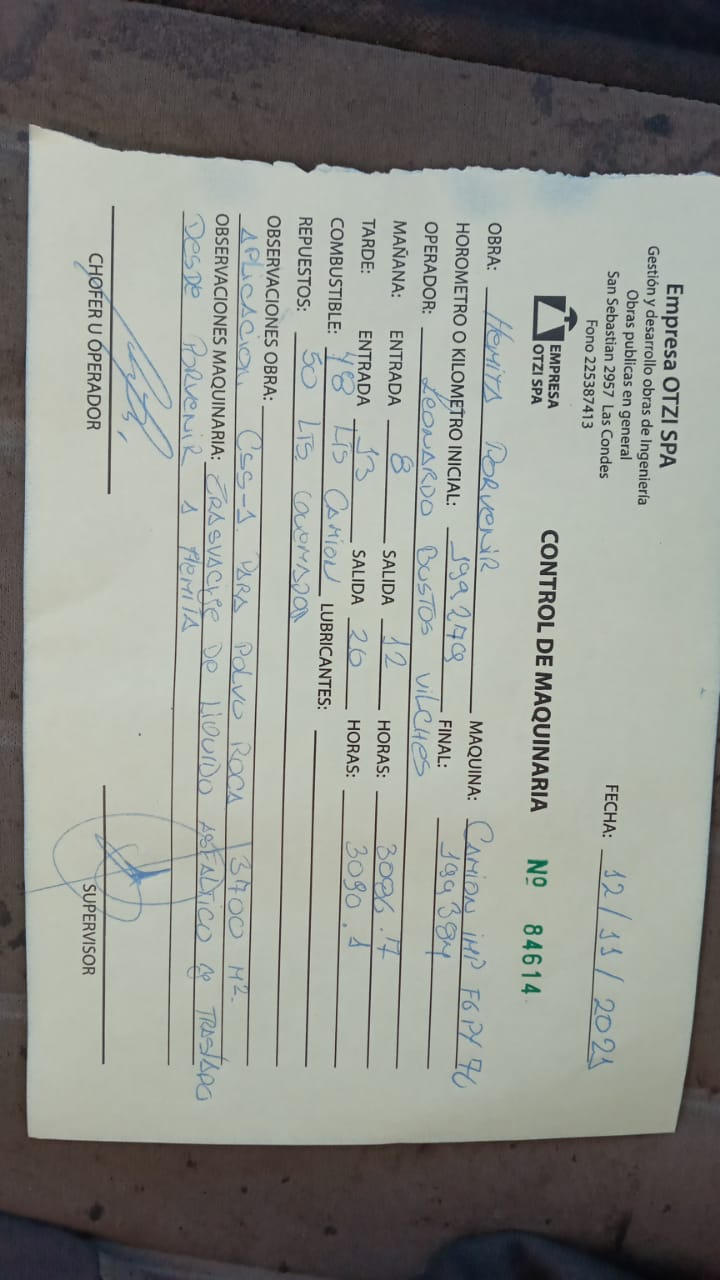 Empresa OTZI SPA
Gestión y desarrollo obras de Ingeniería
Obras publicas en general
San Sebastian 2957 Las Condes
Fono 225387413
EMPRESA
OTZI SPA
FECHA: 12/11/2021
CONTROL DE MAQUINARIA Nº 84614
OBRA: Hemita Porvenir MAQUINA: Camion imp FGPY 76
HOROMETRO O KILOMETRO INICIAL: 199279 FINAL: 199384
OPERADOR: Leonardo Bustos Vilches
MAÑANA: ENTRADA 8 SALIDA 12 HORAS: 3086.7
TARDE: ENTRADA 13 SALIDA 20 HORAS: 3090.1
COMBUSTIBLE: 48 LTS Camion LUBRICANTES:
REPUESTOS: 50 LTS. quemador
OBSERVACIONES OBRA:
Aplicacion CSS-1 para polvo roca 3700 M².
OBSERVACIONES MAQUINARIA: Trasvacije de liquido asfaltico y traslado
desde Porvenir a Hemita
CHOFER U OPERADOR
SUPERVISOR